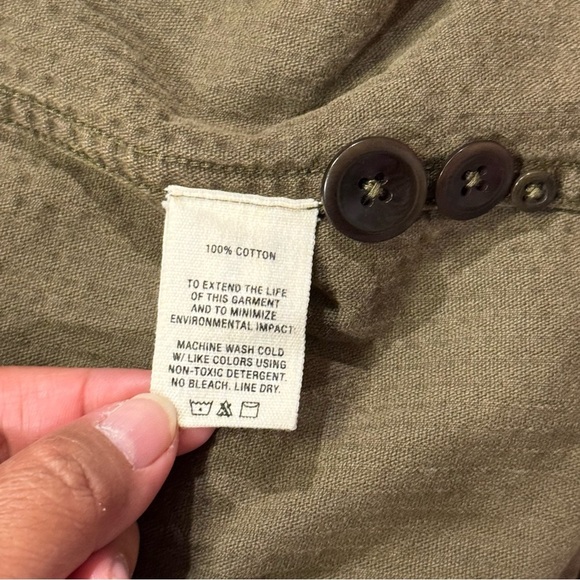 100% COTTON
TO EXTEND THE LIFE
OF THIS GARMENT
AND TO MINIMIZE
ENVIRONMENTAL IMPACT:
MACHINE WASH COLD
W/ LIKE COLORS USING
NON-TOXIC DETERGENT.
NO BLEACH. LINE DRY.